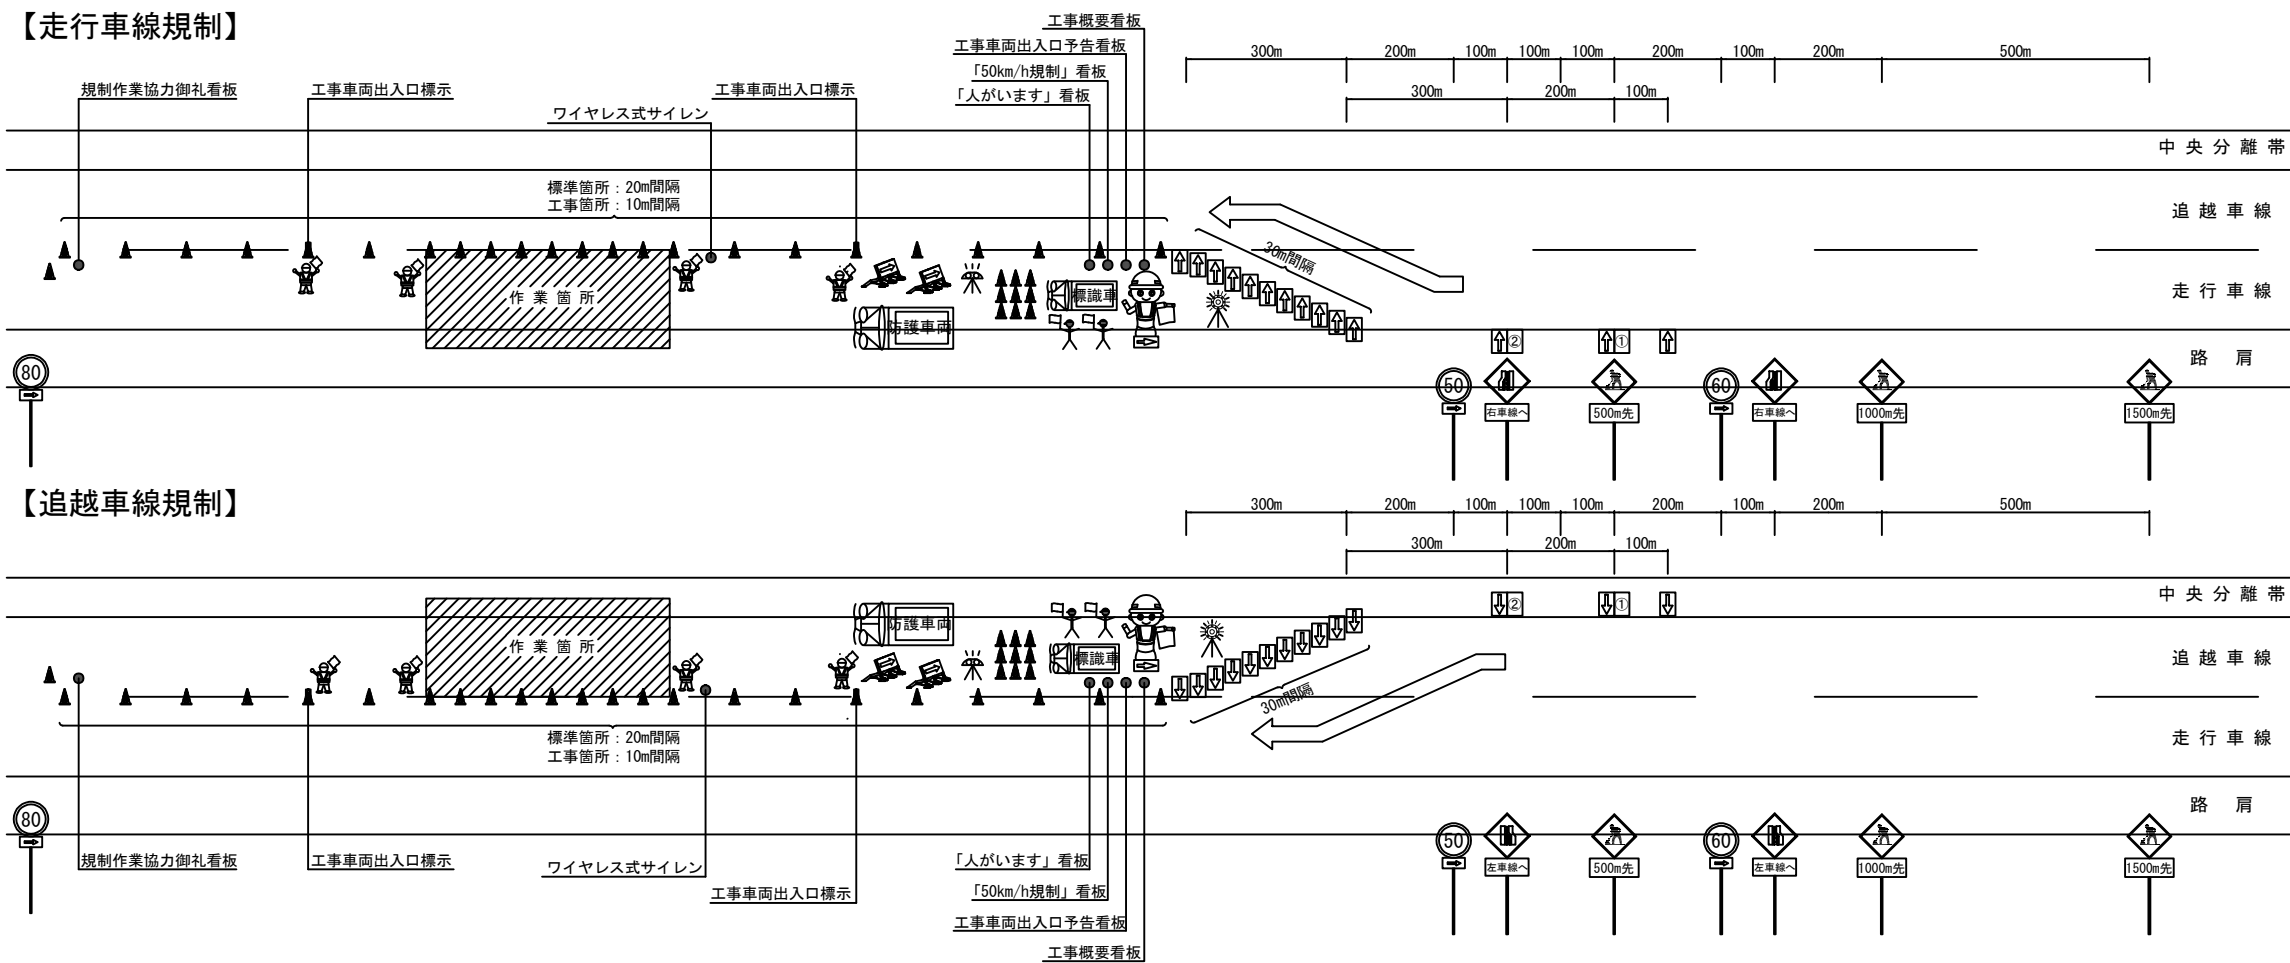 【走行車線規制】
工事概要看板
工事車両出入口予告看板
「50km/h規制」看板
「人がいます」看板
規制作業協力御礼看板
工事車両出入口標示
ワイヤレス式サイレン
工事車両出入口標示
300m 200m 100m 100m 100m 200m 100m 200m 500m
300m 200m 100m
中央分離帯
標準箇所：20m間隔
工事箇所：10m間隔
追越車線
30m間隔
作業箇所
標識車
走行車線
防護車両
② ①
路肩
80
50 60
右車線へ 500m先 右車線へ 1000m先 1500m先
【追越車線規制】
300m 200m 100m 100m 100m 200m 100m 200m 500m
300m 200m 100m
中央分離帯
② ①
防護車両
作業箇所
標識車
追越車線
30m間隔
標準箇所：20m間隔
工事箇所：10m間隔
走行車線
路肩
80
50 60
左車線へ 500m先 左車線へ 1000m先 1500m先
規制作業協力御礼看板
工事車両出入口標示
ワイヤレス式サイレン
工事車両出入口標示
「人がいます」看板
「50km/h規制」看板
工事車両出入口予告看板
工事概要看板